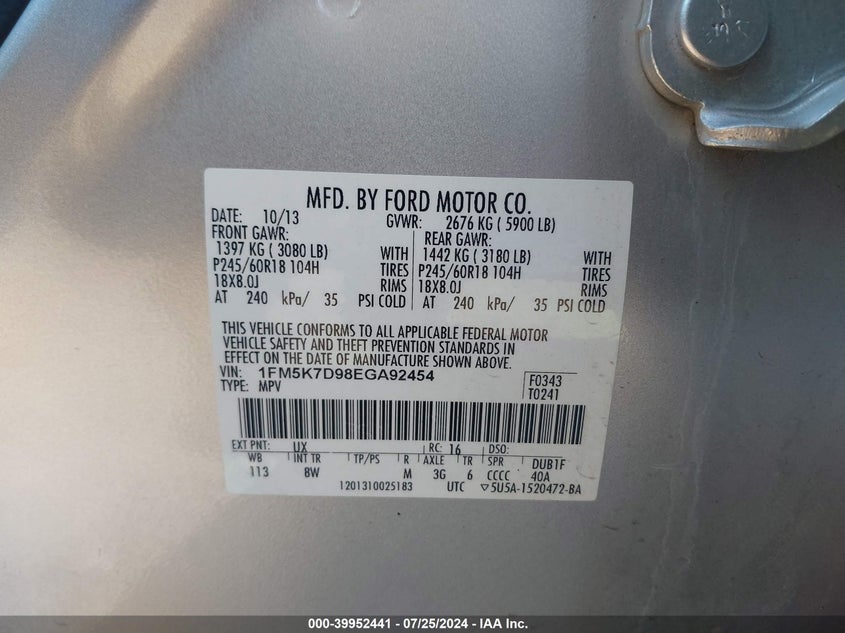 MFD. BY FORD MOTOR CO.
DATE: 10/13 GVWR: 2676 KG ( 5900 LB)
FRONT GAWR: REAR GAWR:
1397 KG ( 3080 LB) WITH 1442 KG ( 3180 LB) WITH
P245/60R18 104H TIRES P245/60R18 104H TIRES
18X8.0J RIMS 18X8.0J RIMS
AT 240 kPa/ 35 PSI COLD AT 240 kPa/ 35 PSI COLD
THIS VEHICLE CONFORMS TO ALL APPLICABLE FEDERAL MOTOR
VEHICLE SAFETY AND THEFT PREVENTION STANDARDS IN
EFFECT ON THE DATE OF MANUFACTURE SHOWN ABOVE.
VIN: 1FM5K7D98EGA92454 F0343
TYPE: MPV T0241
EXT PNT: UX RC: 16 DSO:
WB INT TR TP/PS R AXLE TR SPR DUB1F
113 8W M 3G 6 CCCC 40A
1201310025183 UTC ▽5U5A-1520472-BA
000-39952441 - 07/25/2024 - IAA Inc.